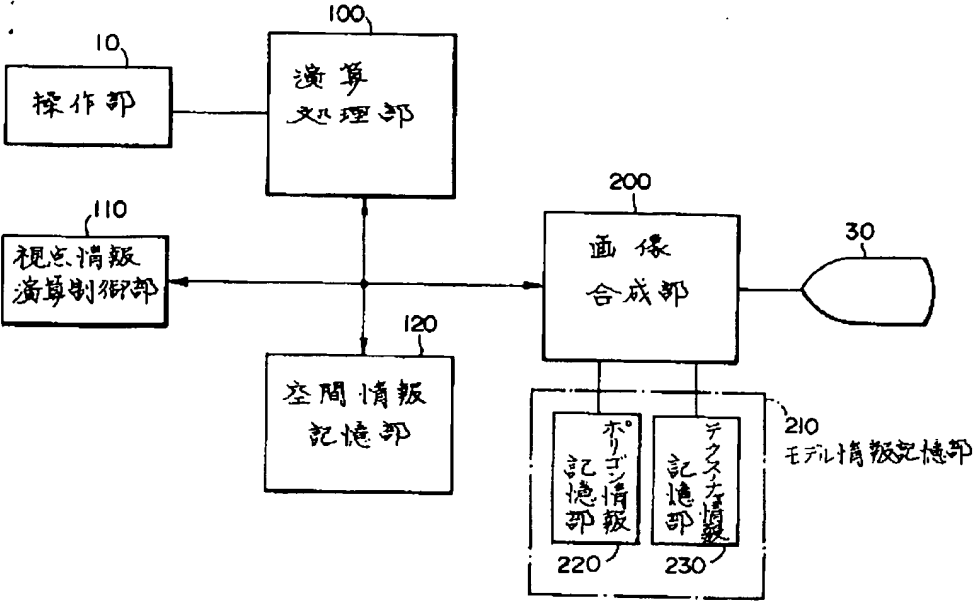 100
演算
処理部
10
操作部
110
視点情報
演算制御部
200
画像
合成部
30
120
空間情報
記憶部
210
モデル情報記憶部
ポリゴン情報
記憶部
220
テクスチャ情報
記憶部
230